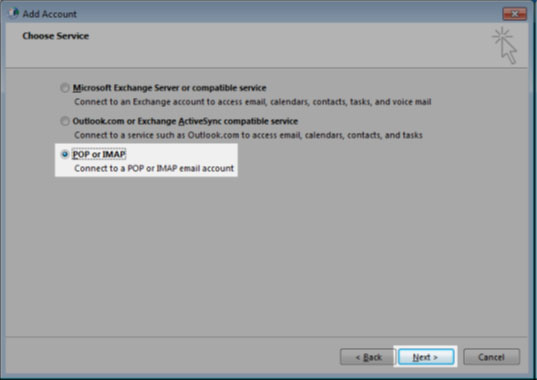 Add Account
Choose Service
Microsoft Exchange Server or compatible service
Connect to an Exchange account to access email, calendars, contacts, tasks, and voice mail
Outlook.com or Exchange ActiveSync compatible service
Connect to a service such as Outlook.com to access email, calendars, contacts, and tasks
POP or IMAP
Connect to a POP or IMAP email account
< Back Next > Cancel